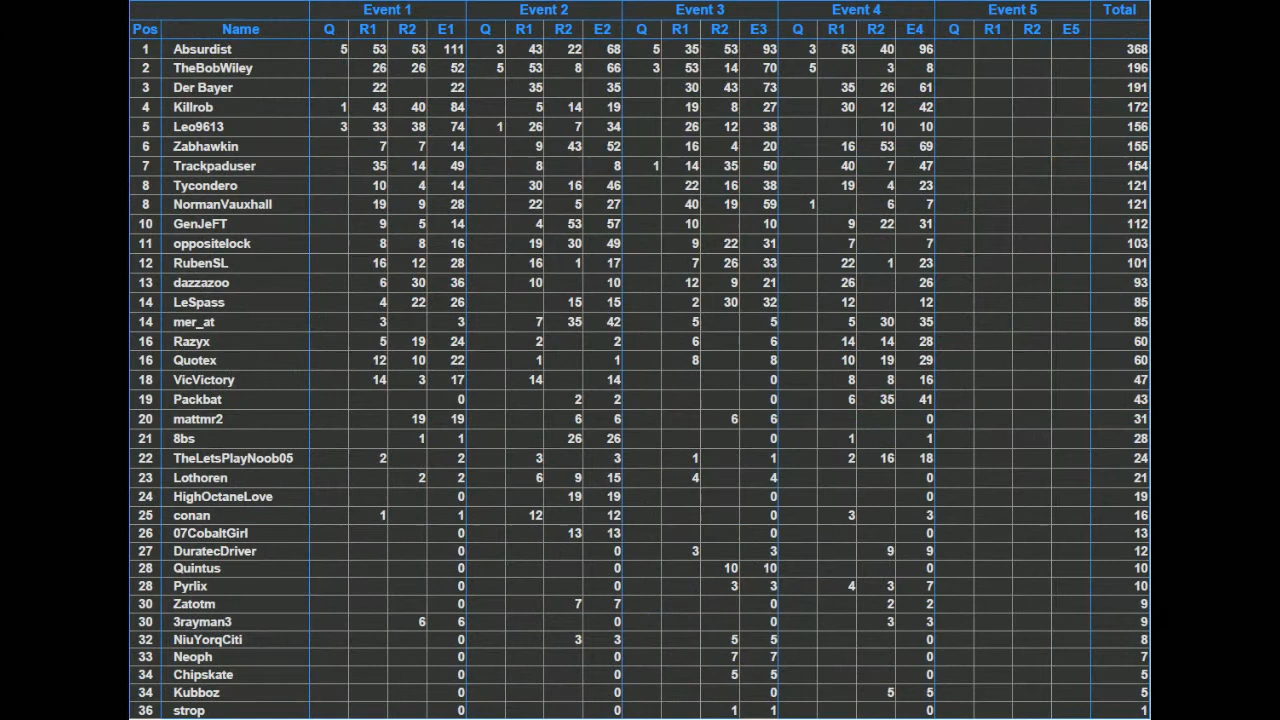 Event 1 Event 2 Event 3 Event 4 Event 5 Total
Pos Name Q R1 R2 E1 Q R1 R2 E2 Q R1 R2 E3 Q R1 R2 E4 Q R1 R2 E5
1 Absurdist 5 53 53 111 3 43 22 68 5 35 53 93 3 53 40 96 368
2 TheBobWiley 26 26 52 5 53 8 66 3 53 14 70 5 3 8 196
3 Der Bayer 22 22 35 35 30 43 73 35 26 61 191
4 Killrob 1 43 40 84 5 14 19 19 8 27 30 12 42 172
5 Leo9613 3 33 38 74 1 26 7 34 26 12 38 10 10 156
6 Zabhawkin 7 7 14 9 43 52 16 4 20 16 53 69 155
7 Trackpaduser 35 14 49 8 8 1 14 35 50 40 7 47 154
8 Tycondero 10 4 14 30 16 46 22 16 38 19 4 23 121
8 NormanVauxhall 19 9 28 22 5 27 40 19 59 1 6 7 121
10 GenJeFT 9 5 14 4 53 57 10 10 9 22 31 112
11 oppositelock 8 8 16 19 30 49 9 22 31 7 7 103
12 RubenSL 16 12 28 16 1 17 7 26 33 22 1 23 101
13 dazzazoo 6 30 36 10 10 12 9 21 26 26 93
14 LeSpass 4 22 26 15 15 2 30 32 12 12 85
14 mer_at 3 3 7 35 42 5 5 5 30 35 85
16 Razyx 5 19 24 2 2 6 6 14 14 28 60
16 Quotex 12 10 22 1 1 8 8 10 19 29 60
18 VicVictory 14 3 17 14 14 0 8 8 16 47
19 Packbat 0 2 2 0 6 35 41 43
20 mattmr2 19 19 6 6 6 6 0 31
21 8bs 1 1 26 26 0 1 1 28
22 TheLetsPlayNoob05 2 2 3 3 1 1 2 16 18 24
23 Lothoren 2 2 6 9 15 4 4 0 21
24 HighOctaneLove 0 19 19 0 0 19
25 conan 1 1 12 12 0 3 3 16
26 07CobaltGirl 0 13 13 0 0 13
27 DuratecDriver 0 0 3 3 9 9 12
28 Quintus 0 0 10 10 0 10
28 Pyrlix 0 0 3 3 4 3 7 10
30 Zatotm 0 7 7 0 2 2 9
30 3rayman3 6 6 0 0 3 3 9
32 NiuYorqCiti 0 3 3 5 5 0 8
33 Neoph 0 0 7 7 0 7
34 Chipskate 0 0 5 5 0 5
34 Kubboz 0 0 0 5 5 5
36 strop 0 0 1 1 0 1